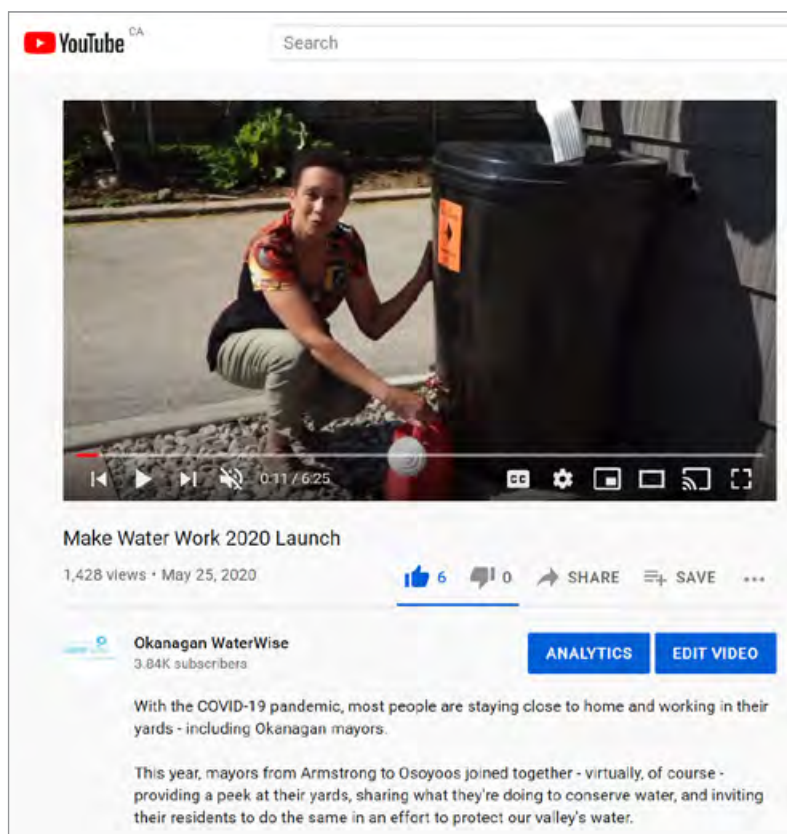 YouTube CA
Search
0:11 / 6:25
CC
Make Water Work 2020 Launch
1,428 views • May 25, 2020
6
0
SHARE
SAVE
Okanagan WaterWise
3.84K subscribers
ANALYTICS
EDIT VIDEO
With the COVID-19 pandemic, most people are staying close to home and working in their
yards - including Okanagan mayors.
This year, mayors from Armstrong to Osoyoos joined together - virtually, of course -
providing a peek at their yards, sharing what they're doing to conserve water, and inviting
their residents to do the same in an effort to protect our valley's water.